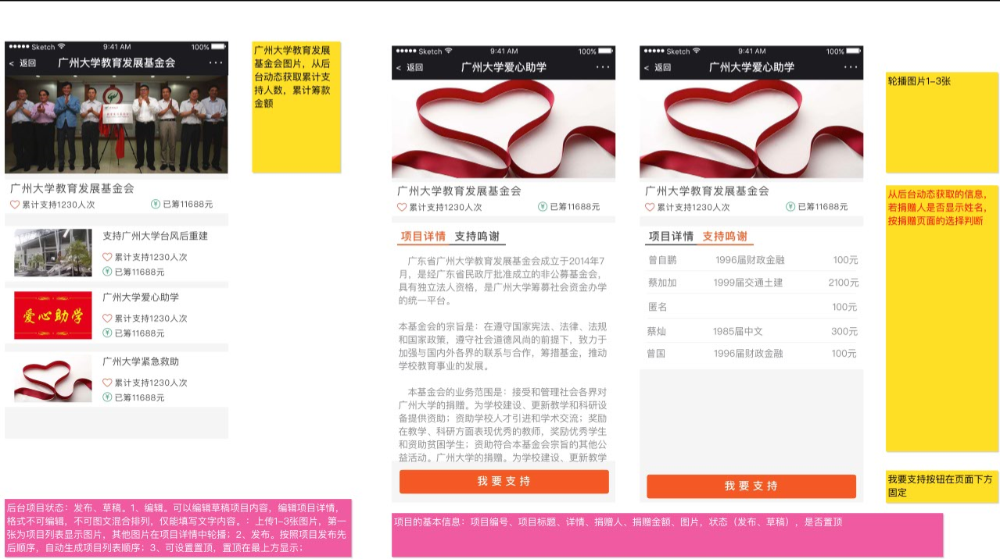 Sketch 9:41 AM 100%
< 返回 广州大学教育发展基金会 ···
广州大学教育发展基金会
累计支持1230人次 已筹11688元
支持广州大学台风后重建
累计支持1230人次
已筹11688元
爱心助学
广州大学爱心助学
累计支持1230人次
已筹11688元
广州大学紧急救助
累计支持1230人次
已筹11688元
广州大学教育发展
基金会图片，从后
台动态获取累计支
持人数，累计筹款
金额
后台项目状态：发布、草稿。1、编辑。可以编辑草稿项目内容，编辑项目详情，
格式不可编辑，不可图文混合排列，仅能填写文字内容。：上传1-3张图片，第一
张为项目列表显示图片，其他图片在项目详情中轮播；2、发布。按照项目发布先
后顺序，自动生成项目列表顺序；3、可设置置顶，置顶在最上方显示；
Sketch 9:41 AM 100%
< 返回 广州大学爱心助学 ···
广州大学教育发展基金会
累计支持1230人次 已筹11688元
项目详情 支持鸣谢
广东省广州大学教育发展基金会成立于2014年7
月，是经广东省民政厅批准成立的非公募基金会，
具有独立法人资格，是广州大学筹募社会资金办学
的统一平台。
本基金会的宗旨是：在遵守国家宪法、法律、法规
和国家政策，遵守社会道德风尚的前提下，致力于
加强与国内外各界的联系与合作，筹措基金，推动
学校教育事业的发展。
本基金会的业务范围是：接受和管理社会各界对
广州大学的捐赠。为学校建设、更新教学和科研设
备提供资助；资助学校人才引进和学术交流；奖励
在教学、科研方面表现优秀的教师，奖励优秀学生
和资助贫困学生；资助符合本基金会宗旨的其他公
益活动。广州大学的捐赠。为学校建设、更新教学
我要支持
Sketch 9:41 AM 100%
< 返回 广州大学爱心助学 ···
广州大学教育发展基金会
累计支持1230人次 已筹11688元
项目详情 支持鸣谢
曾自鹏 1996届财政金融 100元
蔡加加 1999届交通土建 2100元
匿名 100元
蔡灿 1985届中文 300元
曾国 1996届财政金融 100元
我要支持
轮播图片1-3张
从后台动态获取的信息，
若捐赠人是否显示姓名，
按捐赠页面的选择判断
我要支持按钮在页面下方
固定
项目的基本信息：项目编号、项目标题、详情、捐赠人、捐赠金额、图片，状态（发布、草稿），是否置顶